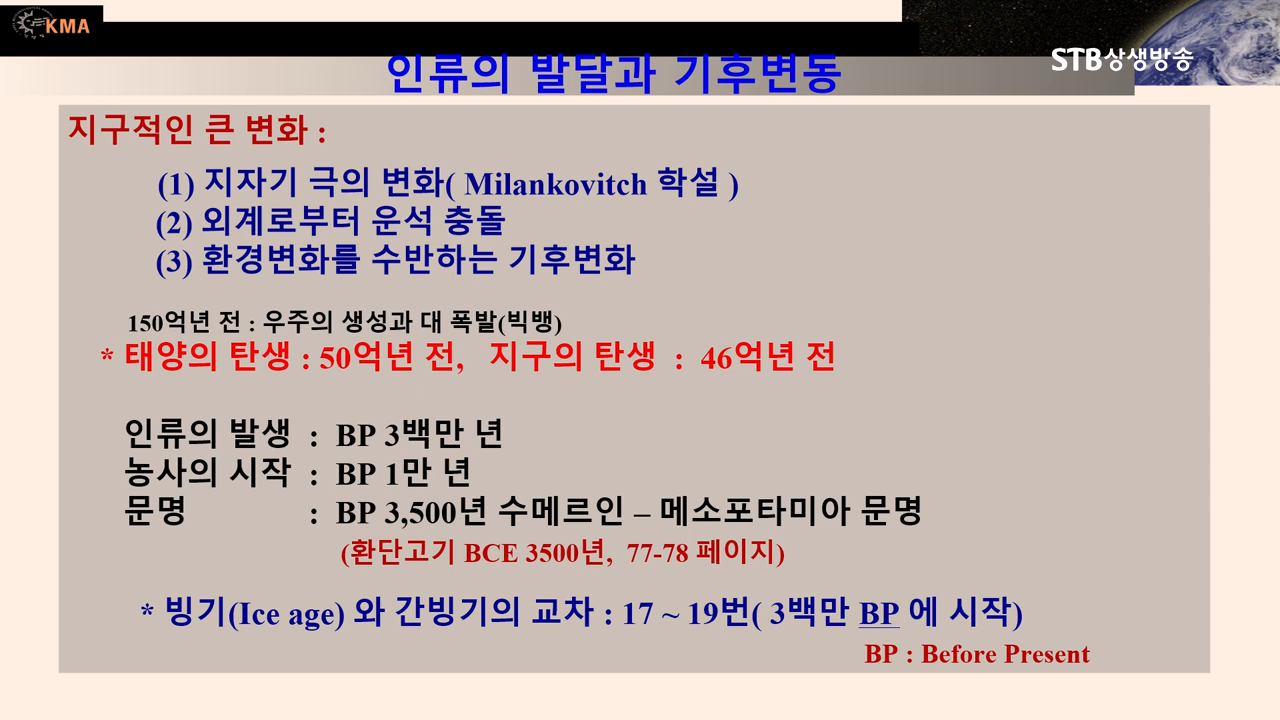 KMA
STB상생방송
인류의 발달과 기후변동
지구적인 큰 변화 :
(1) 지자기 극의 변화( Milankovitch 학설 )
(2) 외계로부터 운석 충돌
(3) 환경변화를 수반하는 기후변화
150억년 전 : 우주의 생성과 대 폭발(빅뱅)
* 태양의 탄생 : 50억년 전, 지구의 탄생 : 46억년 전
인류의 발생 : BP 3백만 년
농사의 시작 : BP 1만 년
문명 : BP 3,500년 수메르인 – 메소포타미아 문명
(환단고기 BCE 3500년, 77-78 페이지)
* 빙기(Ice age) 와 간빙기의 교차 : 17 ~ 19번( 3백만 BP 에 시작)
BP : Before Present